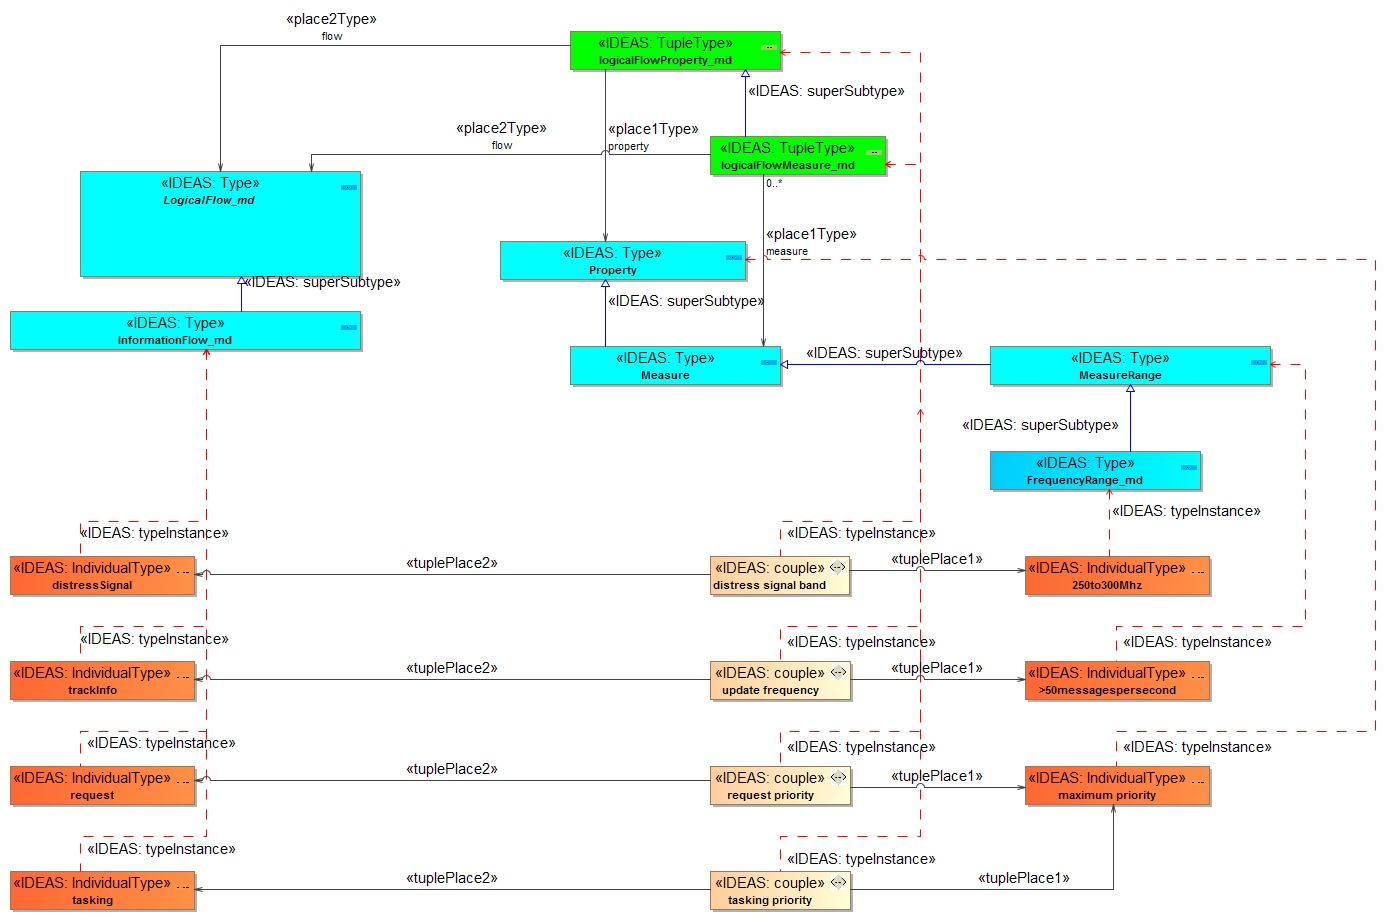 «place2Type»
flow
«IDEAS: TupleType»
logicalFlowProperty_md
«IDEAS: superSubtype»
«place2Type»
flow
«place1Type»
property
«IDEAS: TupleType»
logicalFlowMeasure_md
0..*
«IDEAS: Type»
LogicalFlow_md
«place1Type»
measure
«IDEAS: Type»
Property
«IDEAS: superSubtype»
«IDEAS: superSubtype»
«IDEAS: Type»
InformationFlow_md
«IDEAS: Type»
Measure
«IDEAS: superSubtype»
«IDEAS: Type»
MeasureRange
«IDEAS: superSubtype»
«IDEAS: Type»
FrequencyRange_md
«IDEAS: typeInstance»
«IDEAS: typeInstance»
«IDEAS: typeInstance»
«IDEAS: IndividualType» ...
distressSignal
«tuplePlace2»
«IDEAS: couple»
distress signal band
«tuplePlace1»
«IDEAS: IndividualType» ...
250to300Mhz
«IDEAS: typeInstance»
«IDEAS: typeInstance»
«IDEAS: typeInstance»
«IDEAS: IndividualType» ...
trackInfo
«tuplePlace2»
«IDEAS: couple»
update frequency
«tuplePlace1»
«IDEAS: IndividualType» ...
>50messagespersecond
«IDEAS: typeInstance»
«IDEAS: typeInstance»
«IDEAS: typeInstance»
«IDEAS: IndividualType» ...
request
«tuplePlace2»
«IDEAS: couple»
request priority
«tuplePlace1»
«IDEAS: IndividualType» ...
maximum priority
«IDEAS: typeInstance»
«IDEAS: typeInstance»
«IDEAS: IndividualType» ...
tasking
«tuplePlace2»
«IDEAS: couple»
tasking priority
«tuplePlace1»